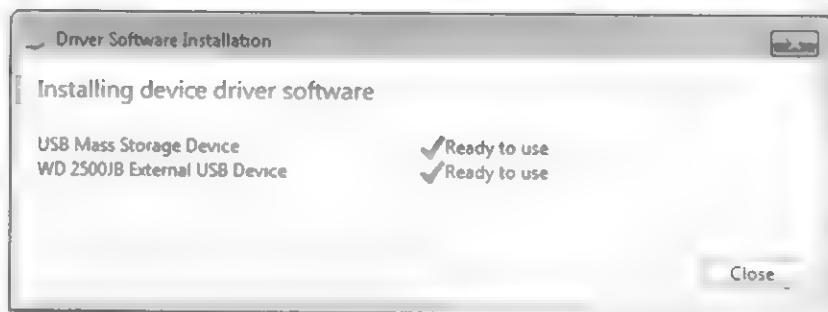 Driver Software Installation
Installing device driver software
USB Mass Storage Device Ready to use
WD 2500JB External USB Device Ready to use
Close